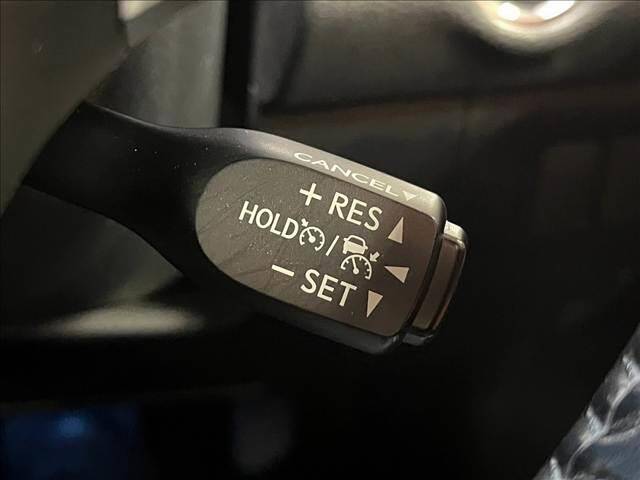 CANCEL▼
+ RES ▲
HOLD / ◀
− SET ▼